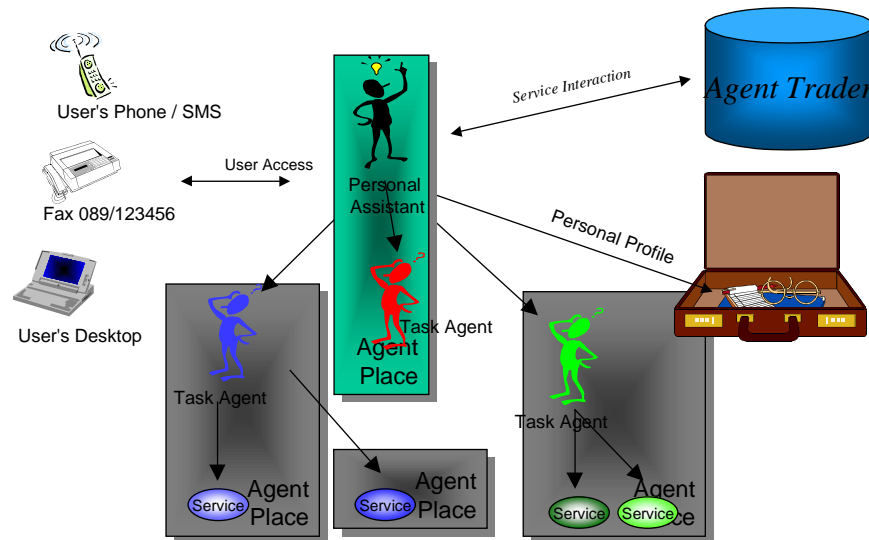 User's Phone / SMS
Service Interaction
Agent Trader
User Access
Fax 089/123456
Personal
Assistant
Personal Profile
User's Desktop
Task Agent
Agent
Place
Task Agent
Task Agent
Service
Agent
Place
Service
Agent
Place
Service
Service
Agent
Place